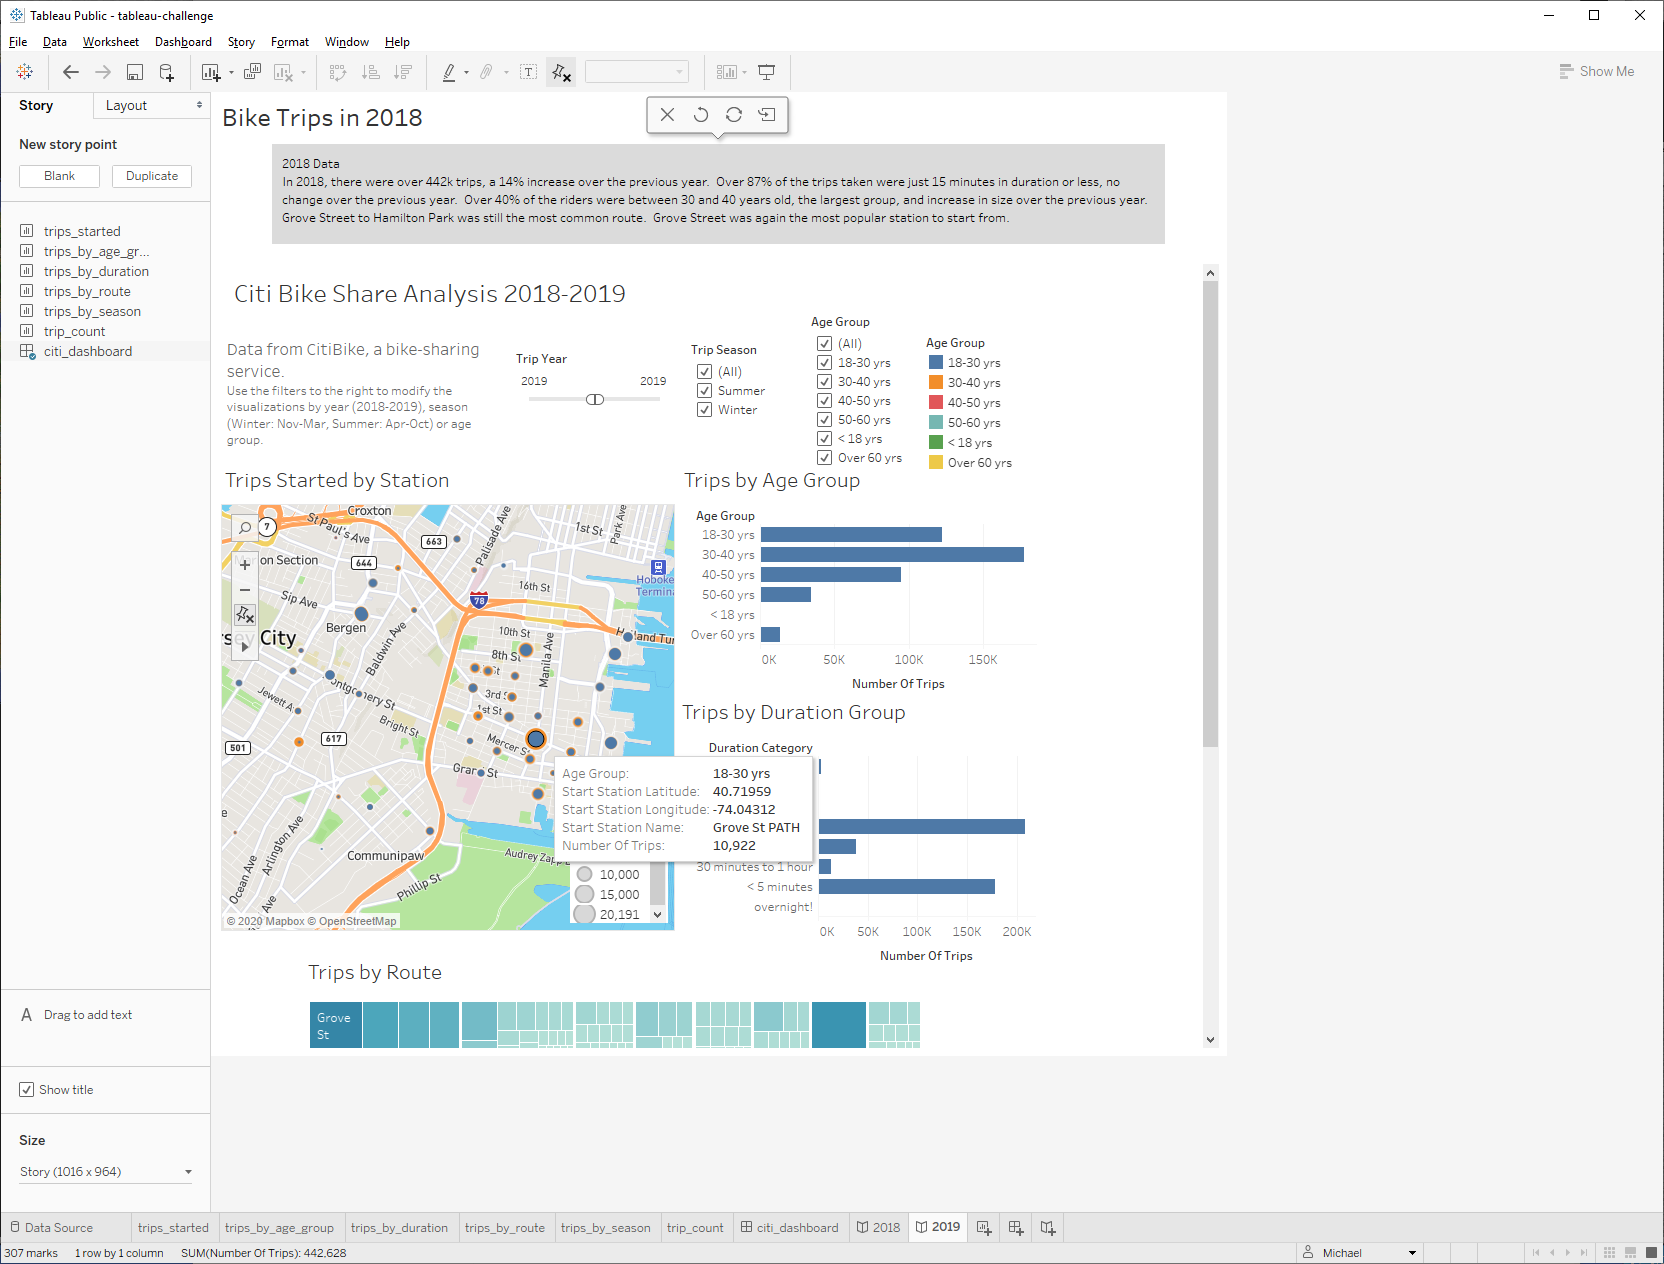 Tableau Public - tableau-challenge
File Data Worksheet Dashboard Story Format Window Help
Show Me
Story Layout
New story point
Blank Duplicate
trips_started
trips_by_age_gr...
trips_by_duration
trips_by_route
trips_by_season
trip_count
citi_dashboard
A Drag to add text
Show title
Size
Story (1016 x 964)
Bike Trips in 2018
2018 Data
In 2018, there were over 442k trips, a 14% increase over the previous year. Over 87% of the trips taken were just 15 minutes in duration or less, no
change over the previous year. Over 40% of the riders were between 30 and 40 years old, the largest group, and increase in size over the previous year.
Grove Street to Hamilton Park was still the most common route. Grove Street was again the most popular station to start from.
Citi Bike Share Analysis 2018-2019
Data from CitiBike, a bike-sharing
service.
Use the filters to the right to modify the
visualizations by year (2018-2019), season
(Winter: Nov-Mar, Summer: Apr-Oct) or age
group.
Trip Year
2019 2019
Trip Season
(All)
Summer
Winter
Age Group
(All)
18-30 yrs
30-40 yrs
40-50 yrs
50-60 yrs
< 18 yrs
Over 60 yrs
Age Group
18-30 yrs
30-40 yrs
40-50 yrs
50-60 yrs
< 18 yrs
Over 60 yrs
Trips Started by Station
Croxton
St Paul's Ave
7
663
644
Palisade Ave
1st St
Park Ave
on Section
Sip Ave
16th St
Hoboke
Termina
78
Bergen
10th St
Holland Tur
sey City
Baldwin Ave
8th St
Manila Ave
St
Montgomery St
Jewett A
3rd S
1st St
Bright St
617
501
Mercer S
Grand St
e
Arlington Ave
Ocean Ave
Communipaw
Audrey Zapp D
Phillip St
Ave
© 2020 Mapbox © OpenStreetMap
10,000
15,000
20,191
Age Group: 18-30 yrs
Start Station Latitude: 40.71959
Start Station Longitude: -74.04312
Start Station Name: Grove St PATH
Number Of Trips: 10,922
Trips by Age Group
Age Group
18-30 yrs
30-40 yrs
40-50 yrs
50-60 yrs
< 18 yrs
Over 60 yrs
0K 50K 100K 150K
Number Of Trips
Trips by Duration Group
Duration Category
30 minutes to 1 hour
< 5 minutes
overnight!
0K 50K 100K 150K 200K
Number Of Trips
Trips by Route
Grove
St
Data Source trips_started trips_by_age_group trips_by_duration trips_by_route trips_by_season trip_count citi_dashboard 2018 2019
307 marks 1 row by 1 column SUM(Number Of Trips): 442,628 Michael